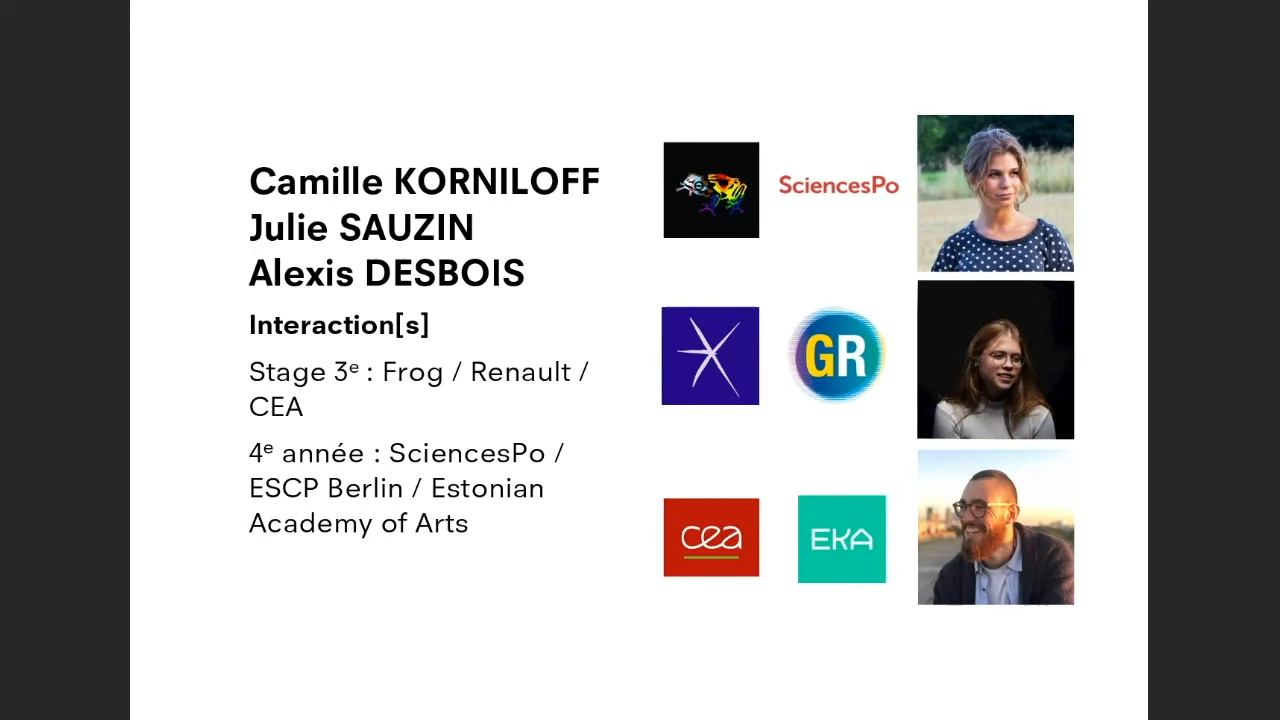 Camille KORNILOFF
Julie SAUZIN
Alexis DESBOIS
Interaction[s]
Stage 3ᵉ : Frog / Renault /
CEA
4ᵉ année : SciencesPo /
ESCP Berlin / Estonian
Academy of Arts
SciencesPo
GR
cea
EKA